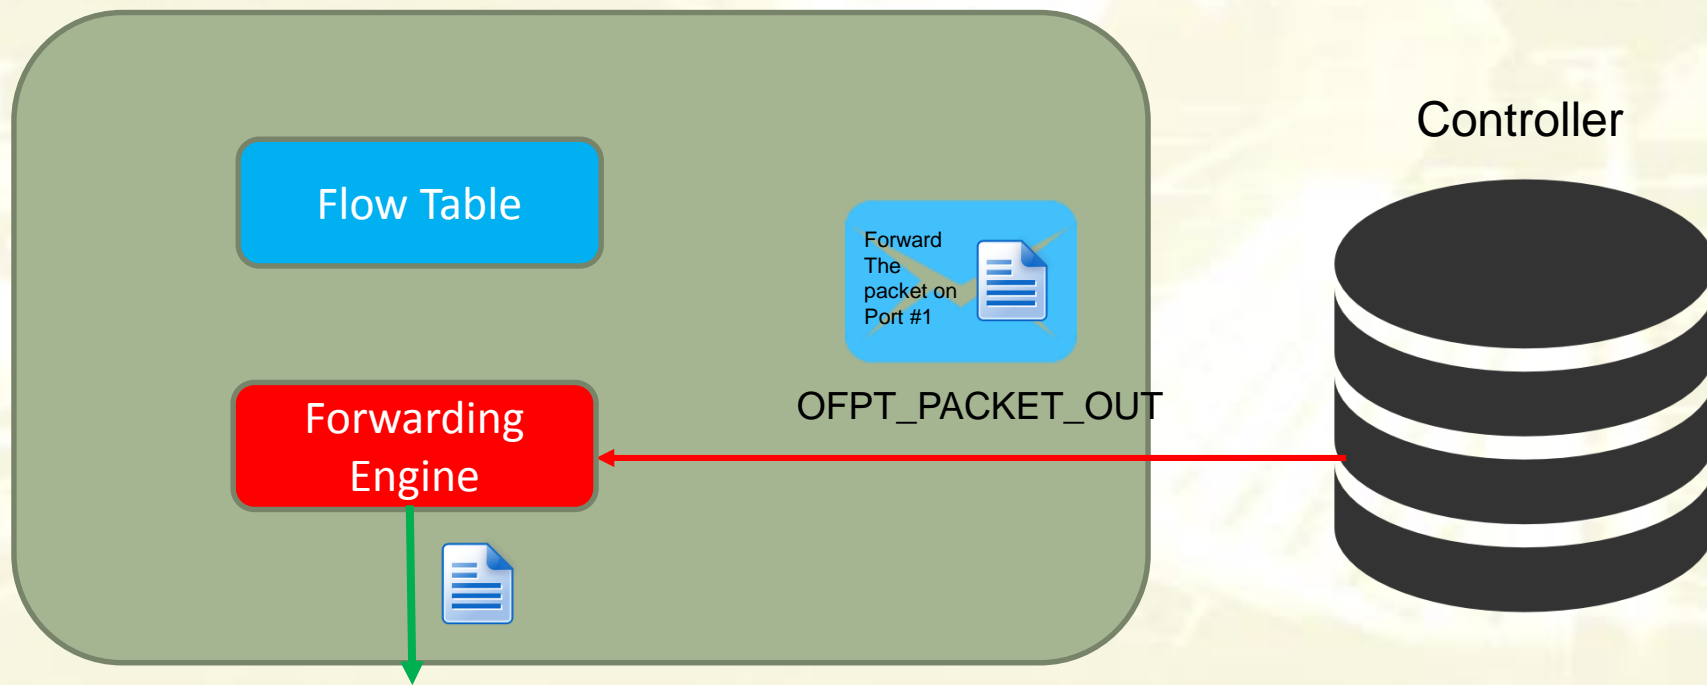 Controller
Flow Table
Forward
The
packet on
Port #1
OFPT_PACKET_OUT
Forwarding
Engine